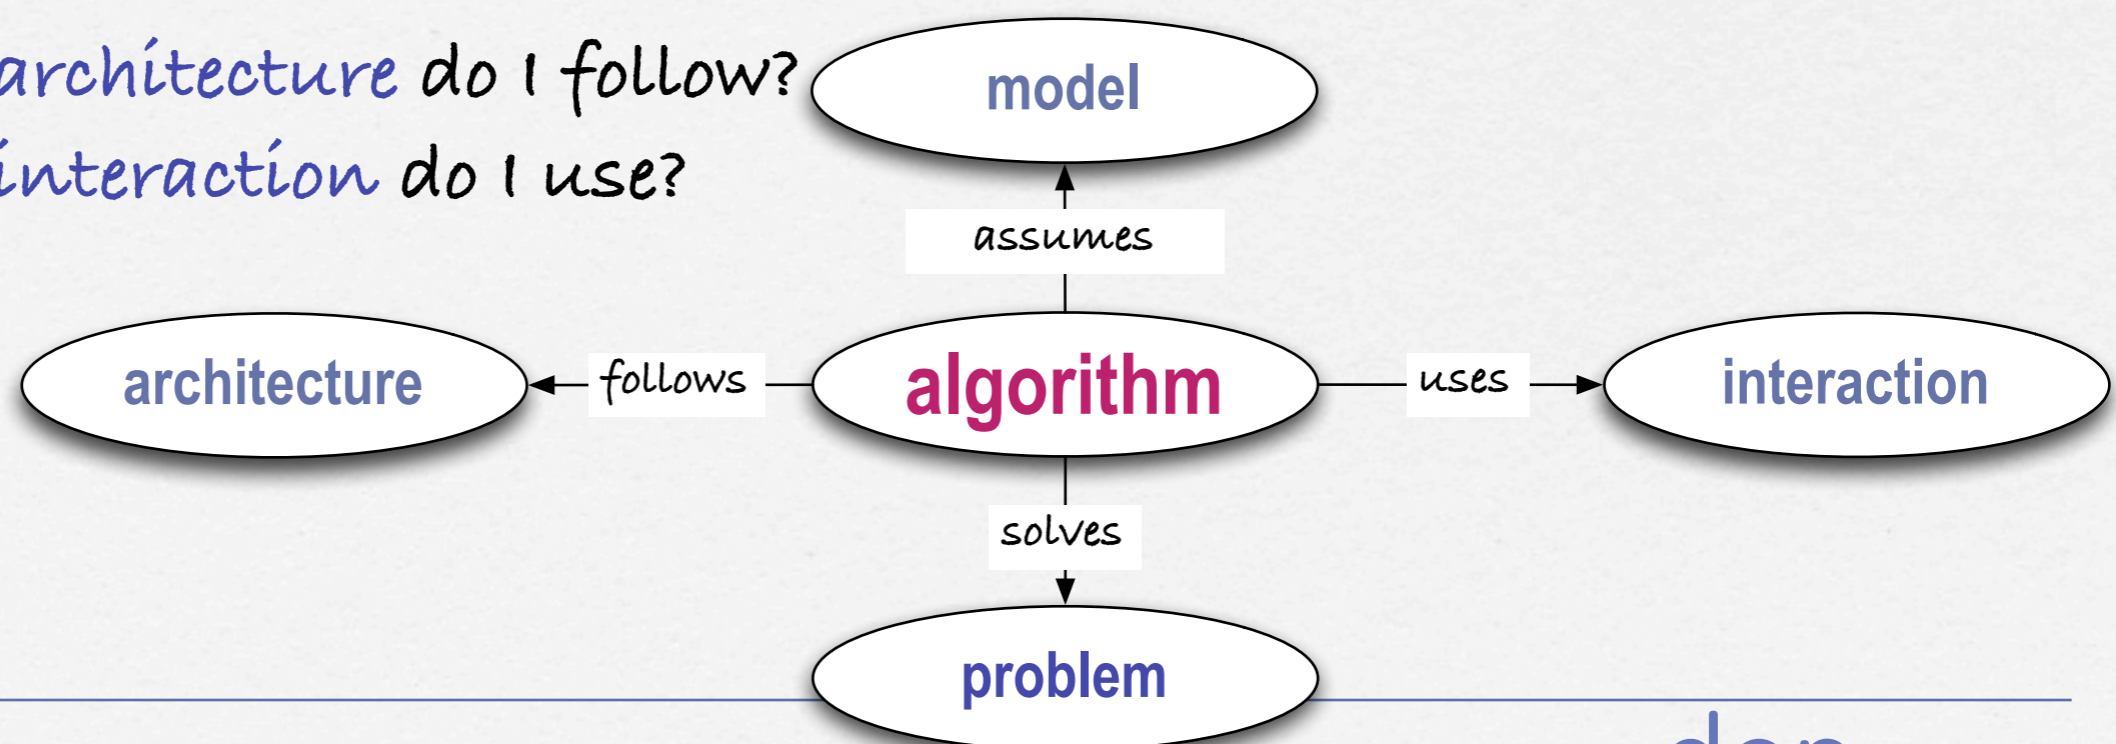 architecture do I follow?
interaction do I use?
model
assumes
architecture
follows
algorithm
uses
interaction
solves
problem